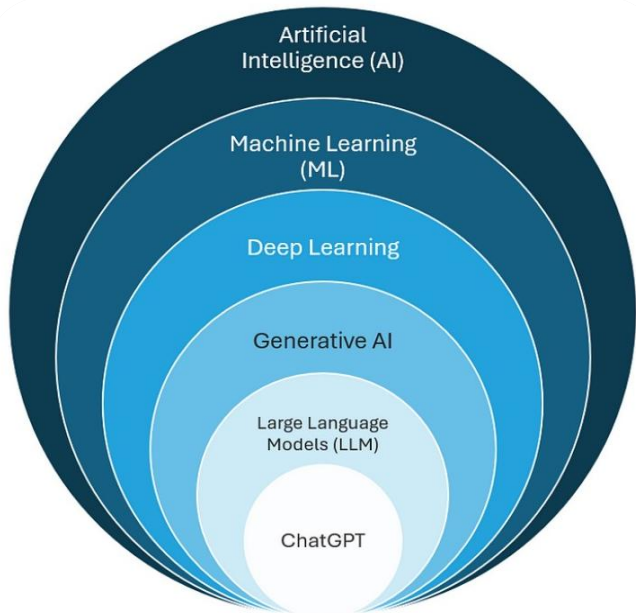 Artificial
Intelligence (AI)
Machine Learning
(ML)
Deep Learning
Generative AI
Large Language
Models (LLM)
ChatGPT